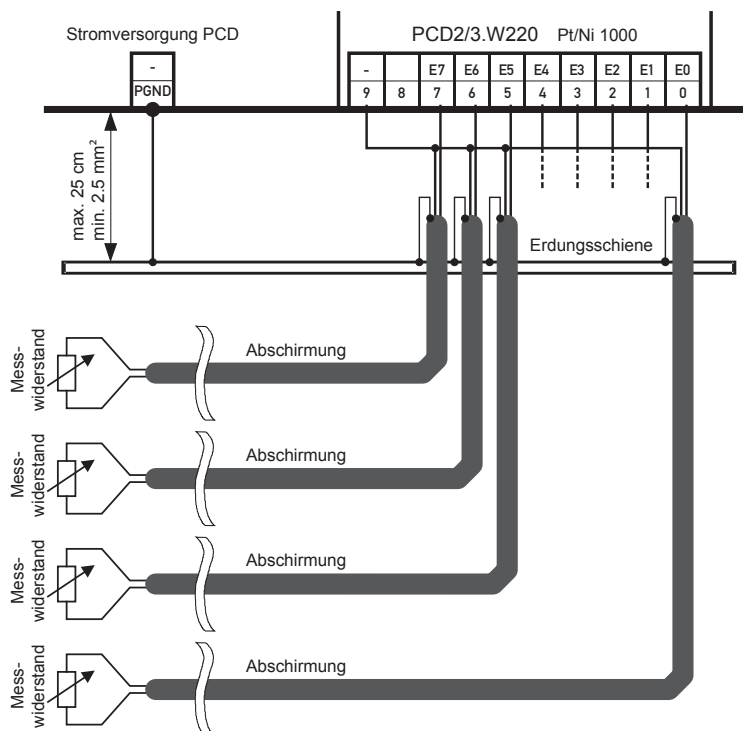 Stromversorgung PCD
PCD2/3.W220 Pt/Ni 1000
-
PGND
- E7 E6 E5 E4 E3 E2 E1 E0
9 8 7 6 5 4 3 2 1 0
max. 25 cm
min. 2.5 mm²
Erdungsschiene
Mess-
widerstand
Abschirmung
Mess-
widerstand
Abschirmung
Mess-
widerstand
Abschirmung
Mess-
widerstand
Abschirmung